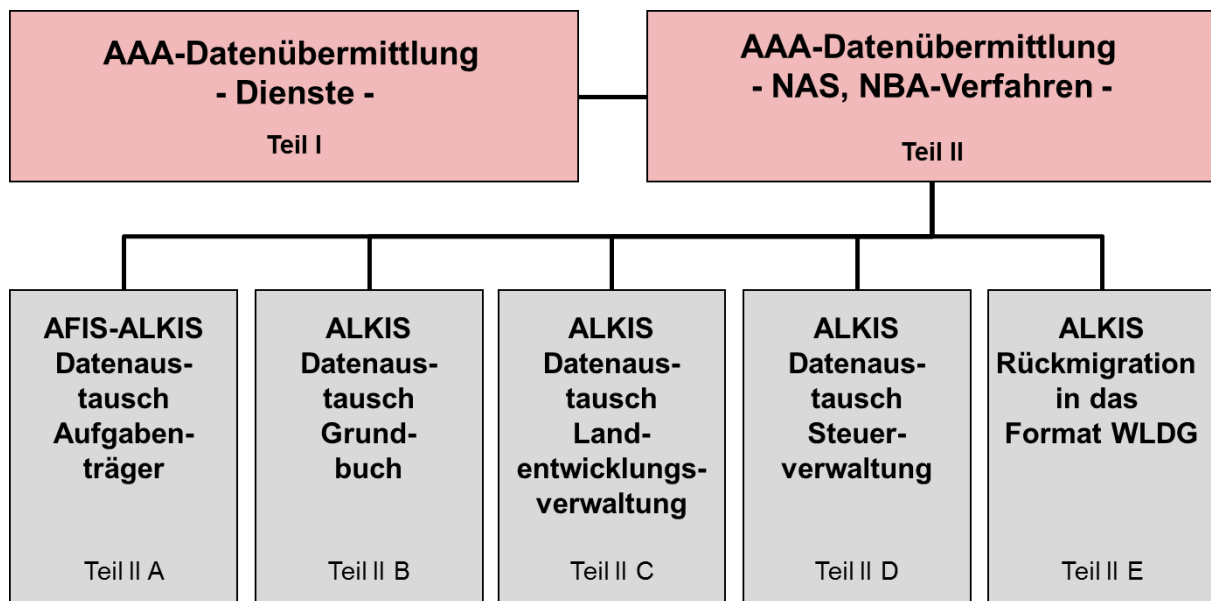 AAA-Datenübermittlung
- Dienste -
Teil I
AAA-Datenübermittlung
- NAS, NBA-Verfahren -
Teil II
AFIS-ALKIS
Datenaus-
tausch
Aufgaben-
träger
Teil II A
ALKIS
Datenaus-
tausch
Grund-
buch
Teil II B
ALKIS
Datenaus-
tausch
Land-
entwicklungs-
verwaltung
Teil II C
ALKIS
Datenaus-
tausch
Steuer-
verwaltung
Teil II D
ALKIS
Rückmigration
in das
Format WLDG
Teil II E